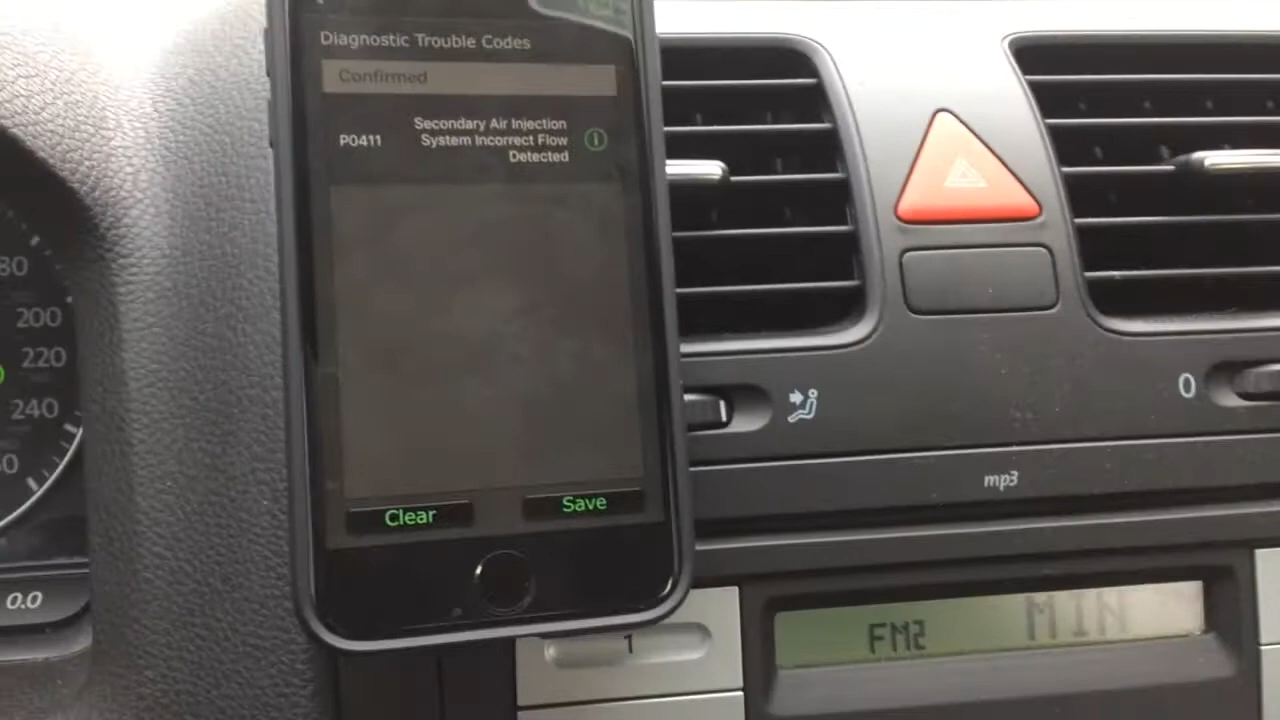 Diagnostic Trouble Codes
Confirmed
P0411
Secondary Air Injection
System Incorrect Flow
Detected
Clear
Save
200
220
240
0.0
0
mp3
1
FM2
MIN